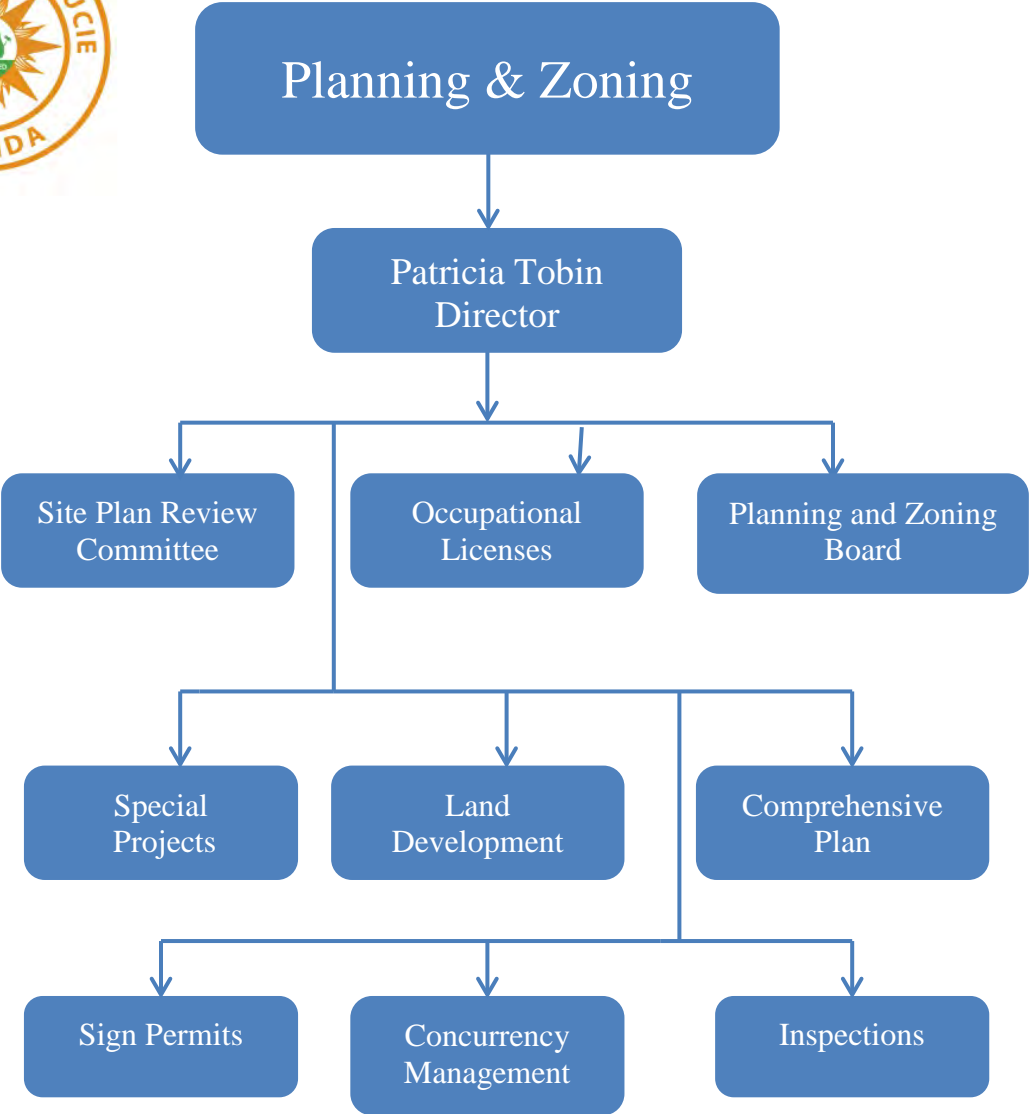 UCIE
Planning & Zoning
Patricia Tobin
Director
Site Plan Review
Committee
Occupational
Licenses
Planning and Zoning
Board
Special
Projects
Land
Development
Comprehensive
Plan
Sign Permits
Concurrency
Management
Inspections